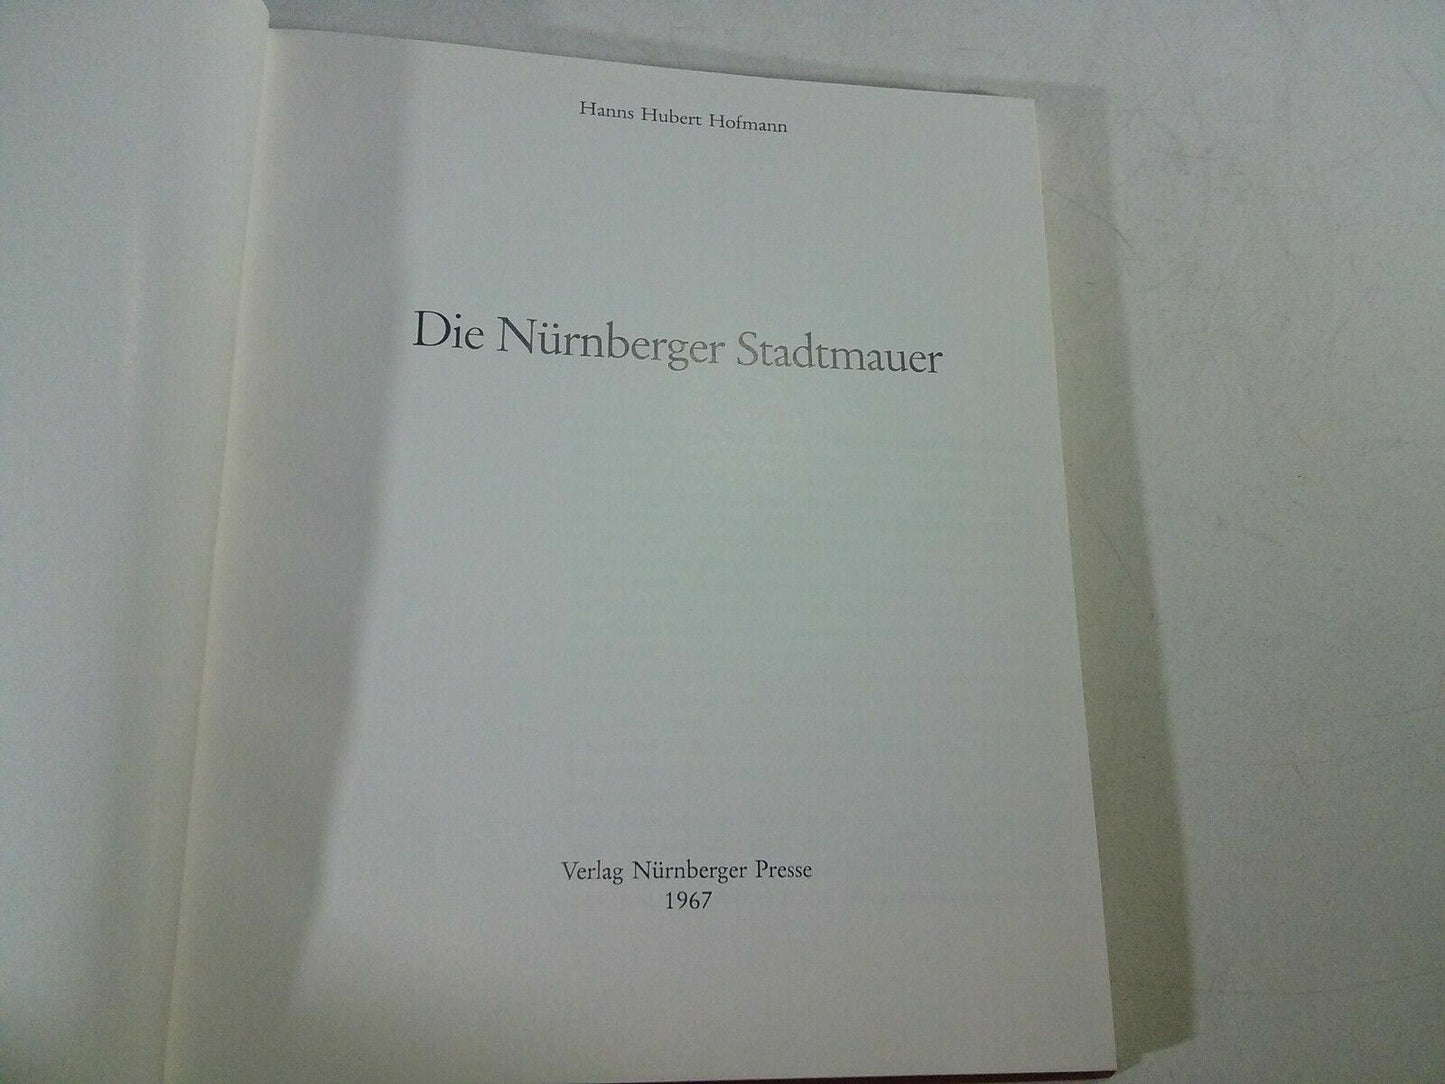 Hanns Hubert Hofmann
Die Nürnberger Stadtmauer
Verlag Nürnberger Presse
1967